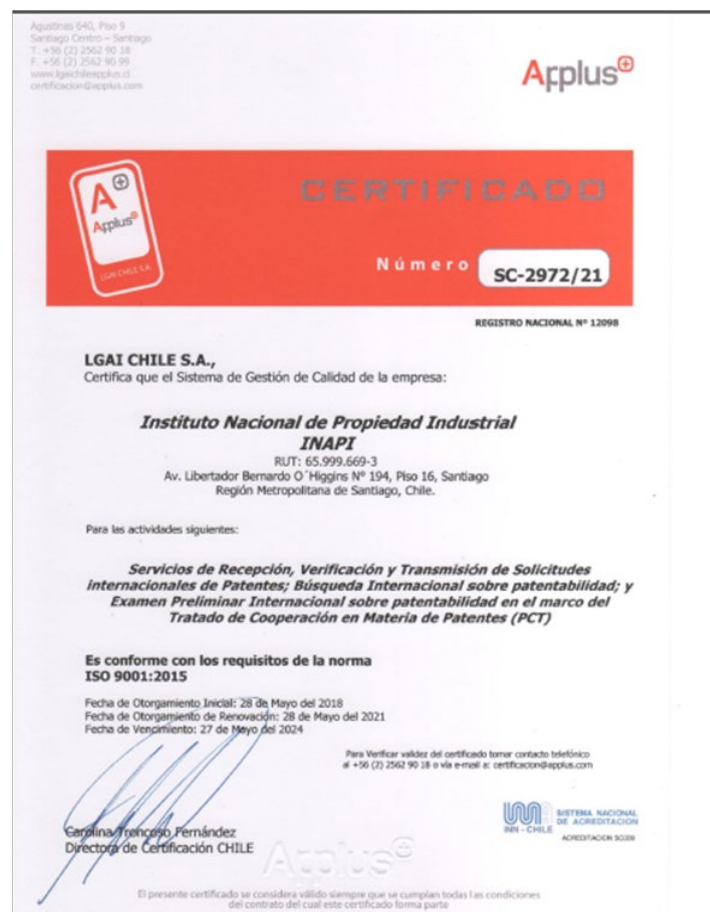 Agustinas 640, Piso 9
Santiago Centro – Santiago
T. +56 (2) 2562 90 18
F. +56 (2) 2562 90 99
www.lgaichileapplus.cl
certificacion@applus.com
Applus+
A+
Applus+
LGAI CHILE S.A.
CERTIFICADO
Número SC-2972/21
REGISTRO NACIONAL Nº 12098
LGAI CHILE S.A.,
Certifica que el Sistema de Gestión de Calidad de la empresa:
Instituto Nacional de Propiedad Industrial
INAPI
RUT: 65.999.669-3
Av. Libertador Bernardo O´Higgins Nº 194, Piso 16, Santiago
Región Metropolitana de Santiago, Chile.
Para las actividades siguientes:
Servicios de Recepción, Verificación y Transmisión de Solicitudes
internacionales de Patentes; Búsqueda Internacional sobre patentabilidad; y
Examen Preliminar Internacional sobre patentabilidad en el marco del
Tratado de Cooperación en Materia de Patentes (PCT)
Es conforme con los requisitos de la norma
ISO 9001:2015
Fecha de Otorgamiento Inicial: 28 de Mayo del 2018
Fecha de Otorgamiento de Renovación: 28 de Mayo del 2021
Fecha de Vencimiento: 27 de Mayo del 2024
Para Verificar validez del certificado tomar contacto telefónico
al +56 (2) 2562 90 18 o vía e-mail a: certificacion@applus.com
Carolina Troncoso Fernández
Directora de Certificación CHILE
INN - CHILE
SISTEMA NACIONAL
DE ACREDITACION
ACREDITACION SC009
Applus+
El presente certificado se considera válido siempre que se cumplan todas las condiciones
del contrato del cual este certificado forma parte